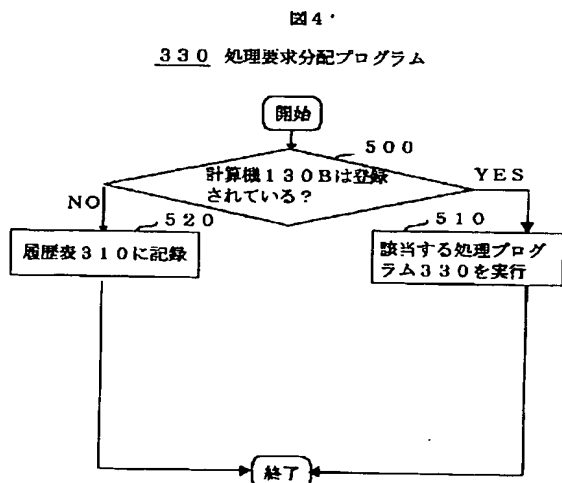 図４
３３０ 処理要求分配プログラム
開始
５００
計算機１３０Ｂは登録
されている？
ＮＯ
ＹＥＳ
５２０
５１０
履歴表３１０に記録
該当する処理プログ
ラム３３０を実行
終了